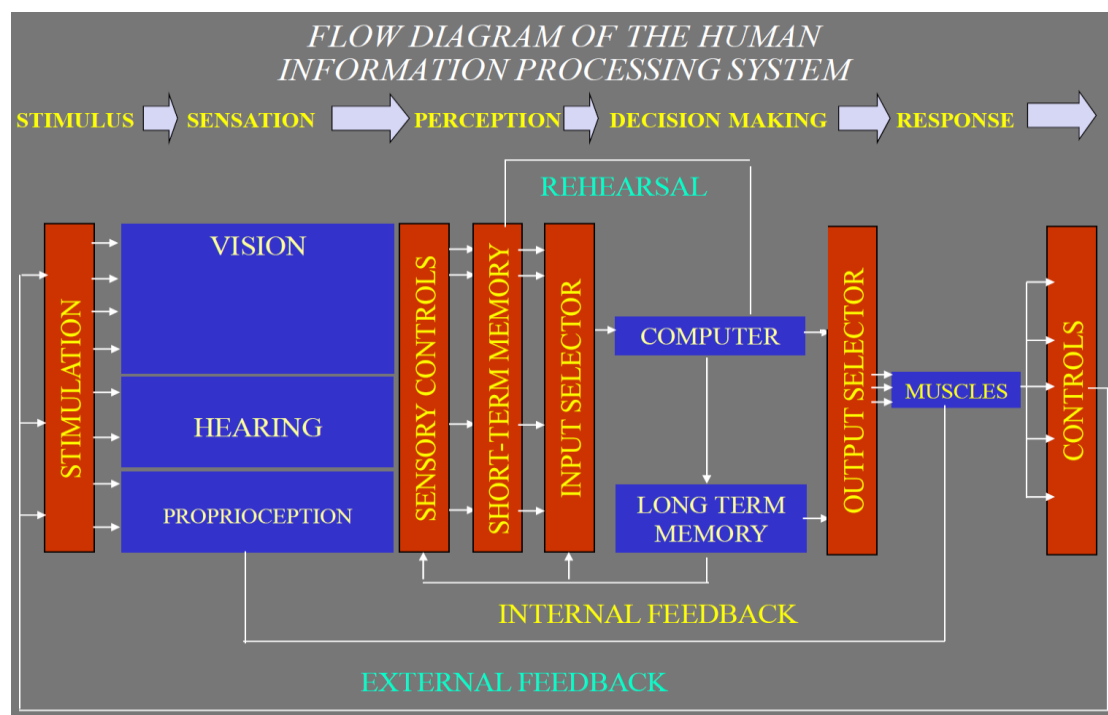 FLOW DIAGRAM OF THE HUMAN
INFORMATION PROCESSING SYSTEM
STIMULUS
SENSATION
PERCEPTION
DECISION MAKING
RESPONSE
REHEARSAL
STIMULATION
VISION
HEARING
PROPRIOCEPTION
SENSORY CONTROLS
SHORT-TERM MEMORY
INPUT SELECTOR
COMPUTER
LONG TERM
MEMORY
OUTPUT SELECTOR
MUSCLES
CONTROLS
INTERNAL FEEDBACK
EXTERNAL FEEDBACK